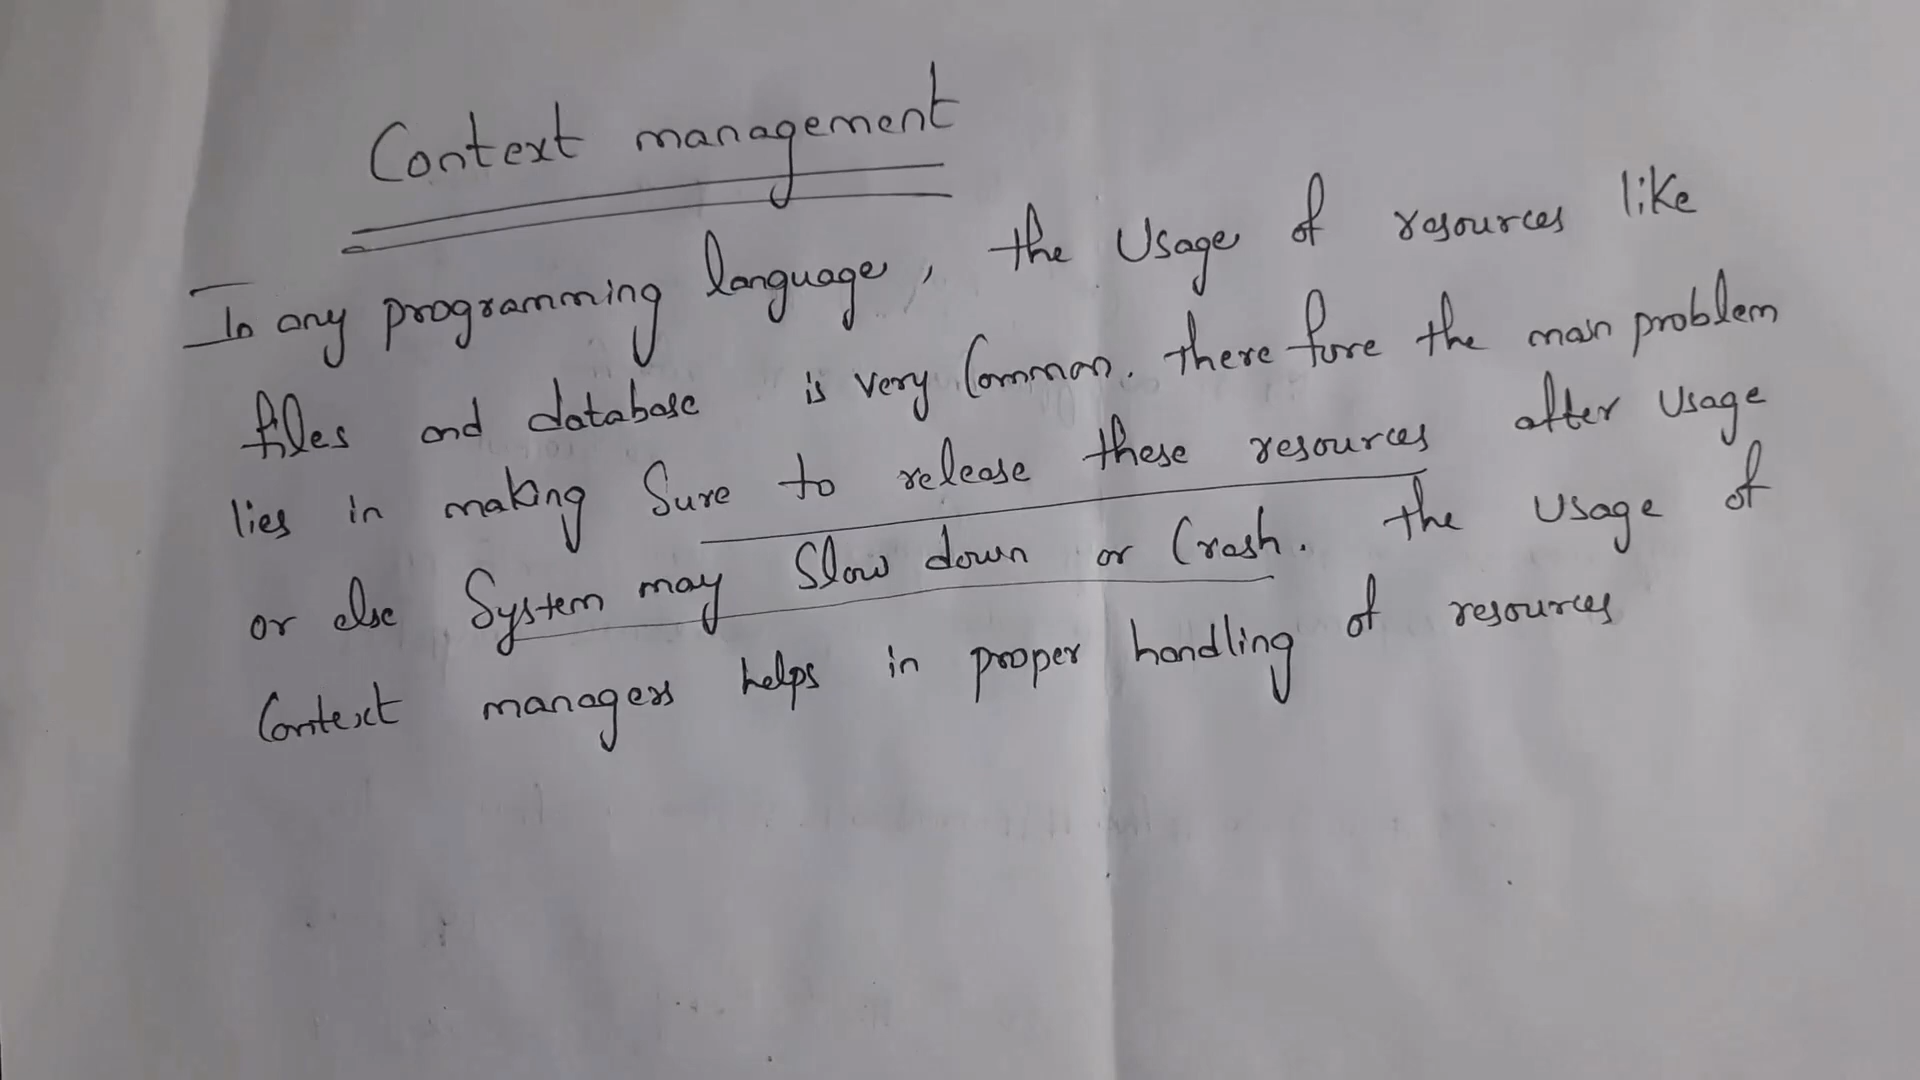 Context management
In any programming language, the Usage of resources like
files and database is very Common. there fore the main problem
lies in making Sure to release these resources after Usage
or else System may Slow down or Crash. the Usage of
Context managers helps in proper handling of resources